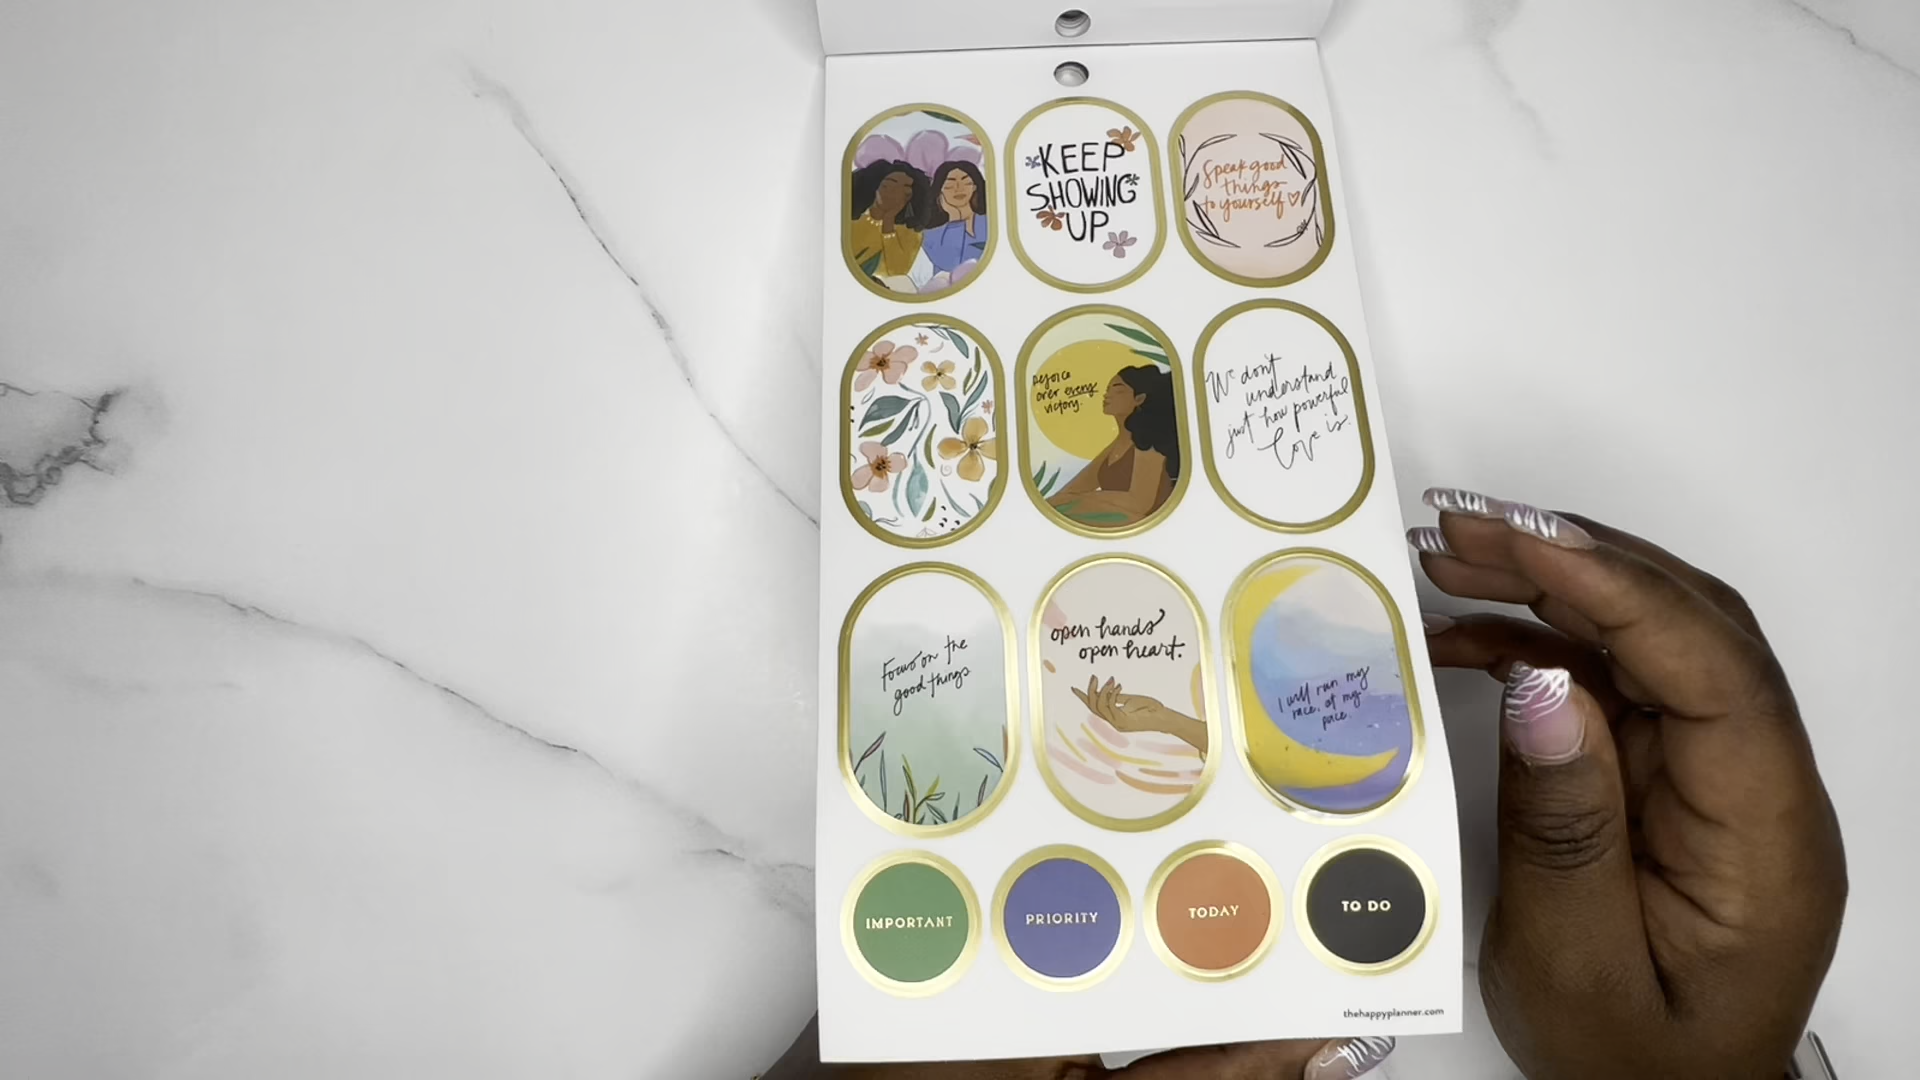 KEEP
SHOWING
UP
Speak good
things
to yourself
Rejoice
over every
victory.
We don't
understand
just how powerful
love is.
Focus on the
good things
open hands
open heart.
I will run my
race, at my
pace.
IMPORTANT
PRIORITY
TODAY
TO DO
thehappyplanner.com